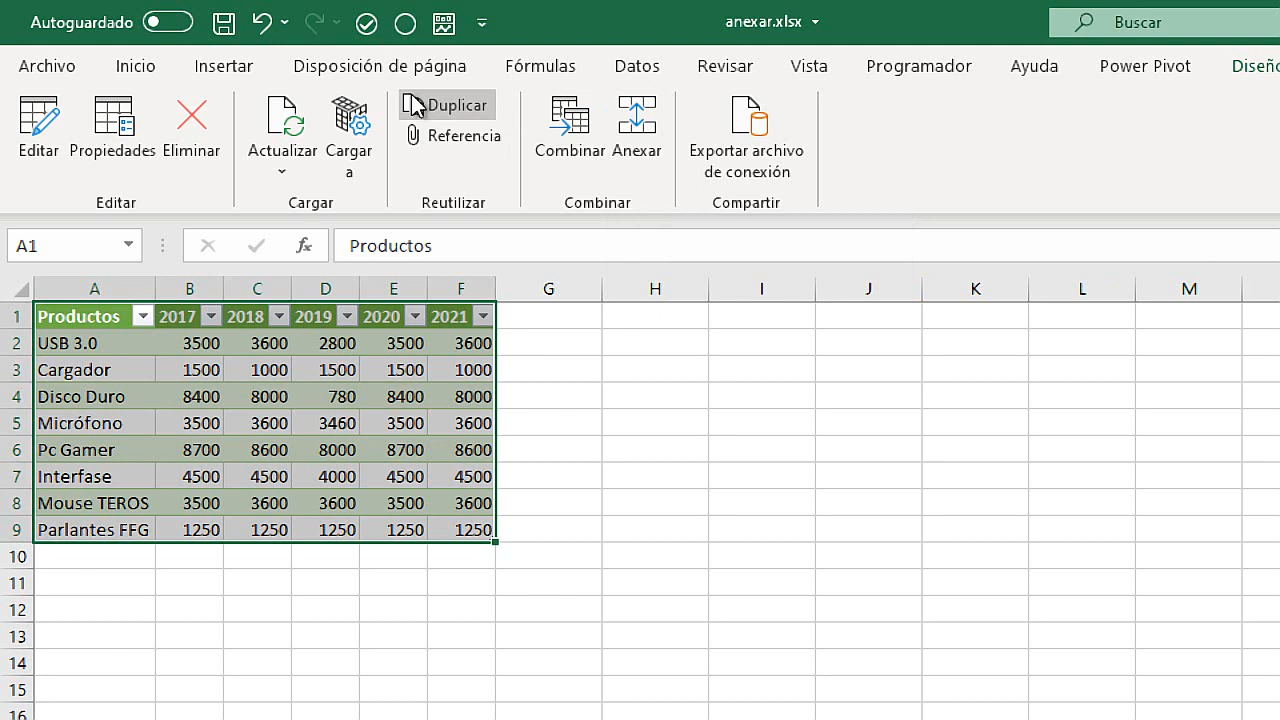 Autoguardado
anexar.xlsx
Buscar
Archivo Inicio Insertar Disposición de página Fórmulas Datos Revisar Vista Programador Ayuda Power Pivot Diseño
Editar Propiedades Eliminar
Editar
Actualizar Cargar a
Cargar
Duplicar
Referencia
Reutilizar
Combinar Anexar
Combinar
Exportar archivo
de conexión
Compartir
A1 fx Productos
A B C D E F G H I J K L M
1 Productos 2017 2018 2019 2020 2021
2 USB 3.0 3500 3600 2800 3500 3600
3 Cargador 1500 1000 1500 1500 1000
4 Disco Duro 8400 8000 780 8400 8000
5 Micrófono 3500 3600 3460 3500 3600
6 Pc Gamer 8700 8600 8000 8700 8600
7 Interfase 4500 4500 4000 4500 4500
8 Mouse TEROS 3500 3600 3600 3500 3600
9 Parlantes FFG 1250 1250 1250 1250 1250
10
11
12
13
14
15
16